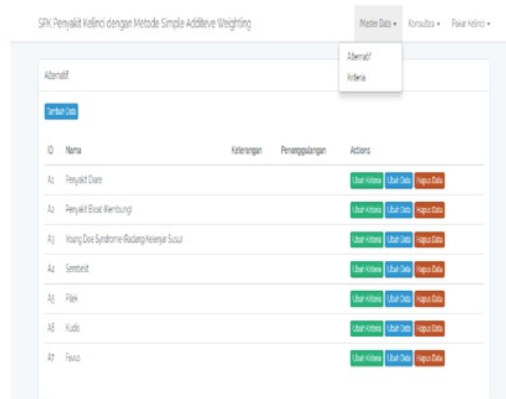 SPK Penyakit Kelinci dengan Metode Simple Additeve Weighting
Master Data Konsultasi Pakar Kelinci
Alternatif
Kriteria
Alternatif
Tambah Data
ID Nama Keterangan Penanggulangan Actions
A1 Penyakit Diare Ubah Kriteria Ubah Data Hapus Data
A2 Penyakit Bloat (Kembung) Ubah Kriteria Ubah Data Hapus Data
A3 Young Doe Syndrome (Radang Kelenjar Susu) Ubah Kriteria Ubah Data Hapus Data
A4 Sembelit Ubah Kriteria Ubah Data Hapus Data
A5 Pilek Ubah Kriteria Ubah Data Hapus Data
A6 Kudis Ubah Kriteria Ubah Data Hapus Data
A7 Favus Ubah Kriteria Ubah Data Hapus Data